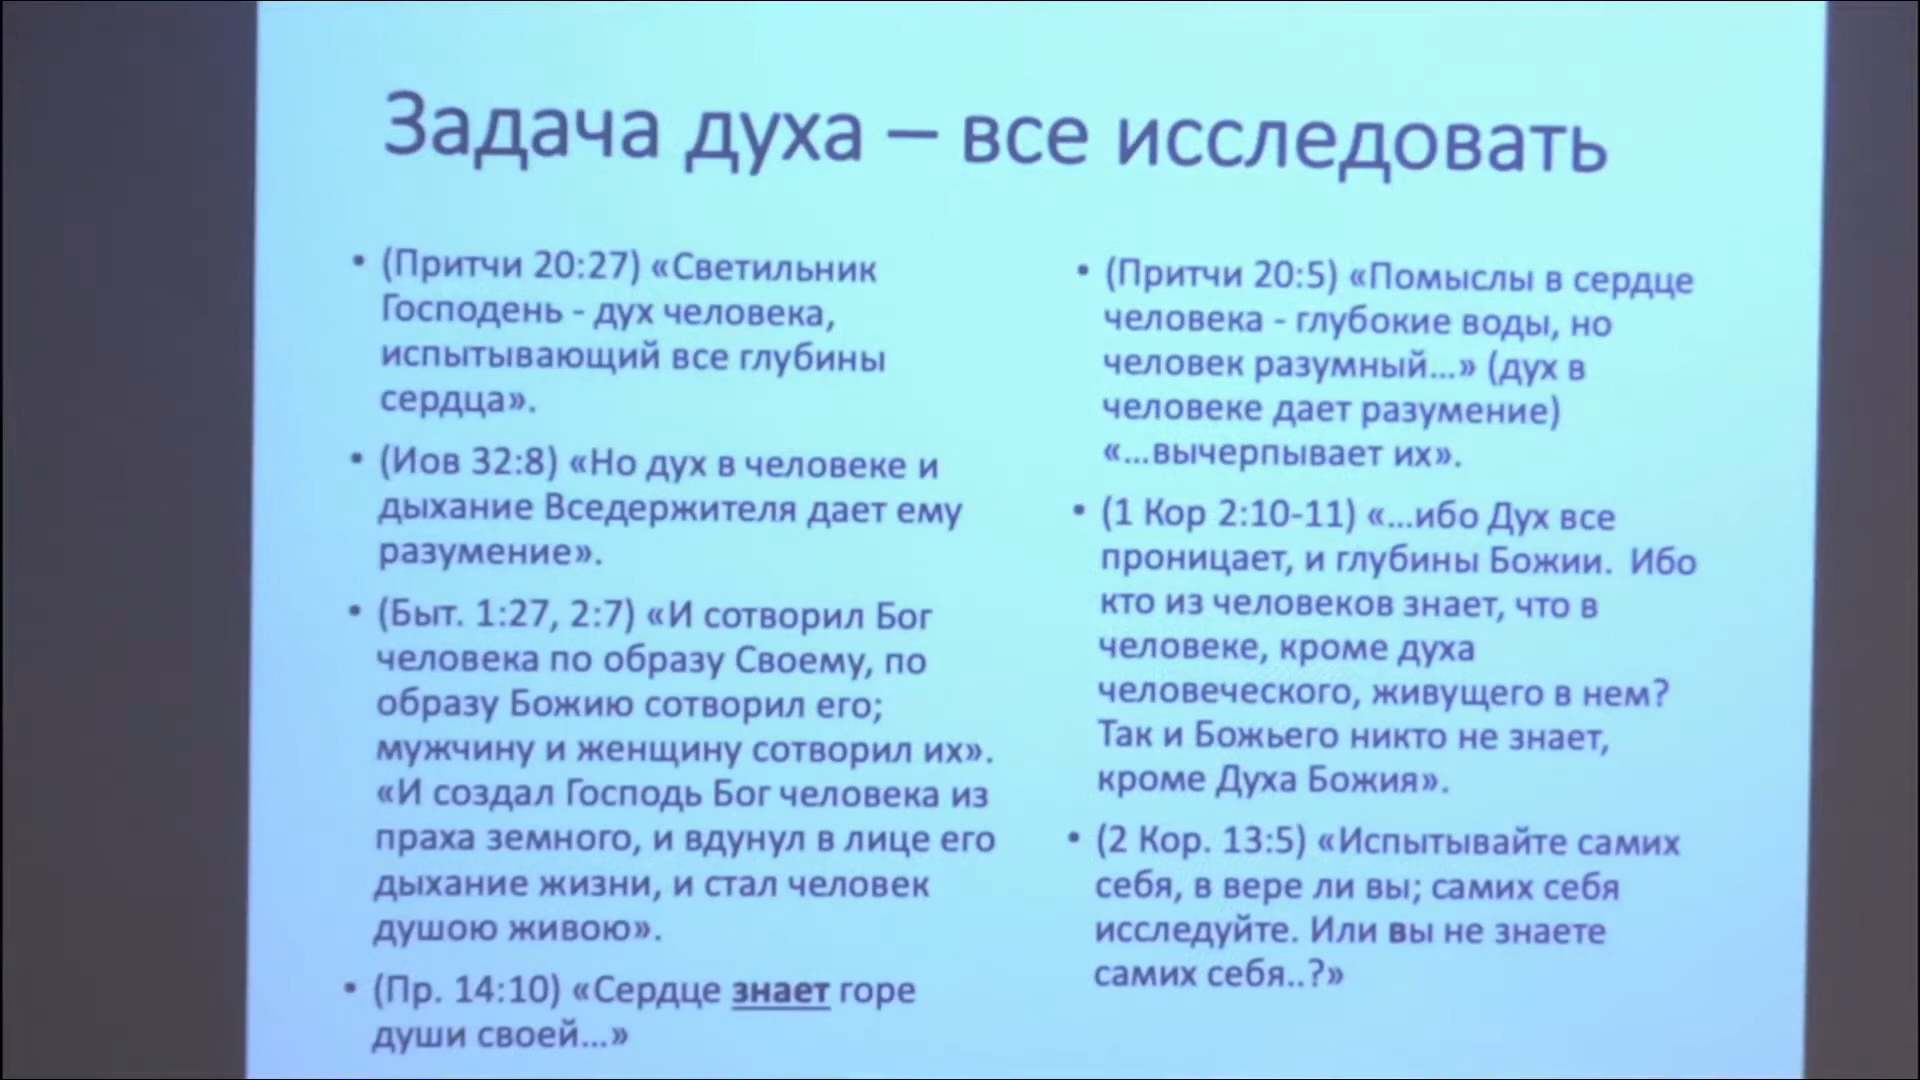 Задача духа – все исследовать
• (Притчи 20:27) «Светильник
Господень - дух человека,
испытывающий все глубины
сердца».
• (Иов 32:8) «Но дух в человеке и
дыхание Вседержителя дает ему
разумение».
• (Быт. 1:27, 2:7) «И сотворил Бог
человека по образу Своему, по
образу Божию сотворил его;
мужчину и женщину сотворил их».
«И создал Господь Бог человека из
праха земного, и вдунул в лице его
дыхание жизни, и стал человек
душою живою».
• (Пр. 14:10) «Сердце знает горе
души своей...»
• (Притчи 20:5) «Помыслы в сердце
человека - глубокие воды, но
человек разумный...» (дух в
человеке дает разумение)
«...вычерпывает их».
• (1 Кор 2:10-11) «...ибо Дух все
проницает, и глубины Божии. Ибо
кто из человеков знает, что в
человеке, кроме духа
человеческого, живущего в нем?
Так и Божьего никто не знает,
кроме Духа Божия».
• (2 Кор. 13:5) «Испытывайте самих
себя, в вере ли вы; самих себя
исследуйте. Или вы не знаете
самих себя..?»